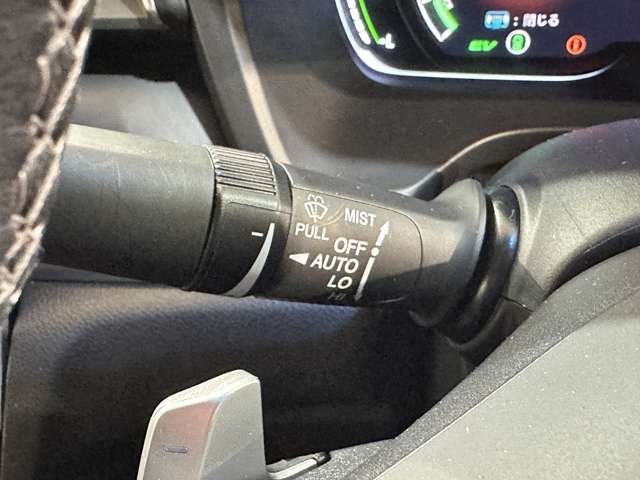 : 閉じる
EV
MIST
PULL
OFF
AUTO
LO
HI